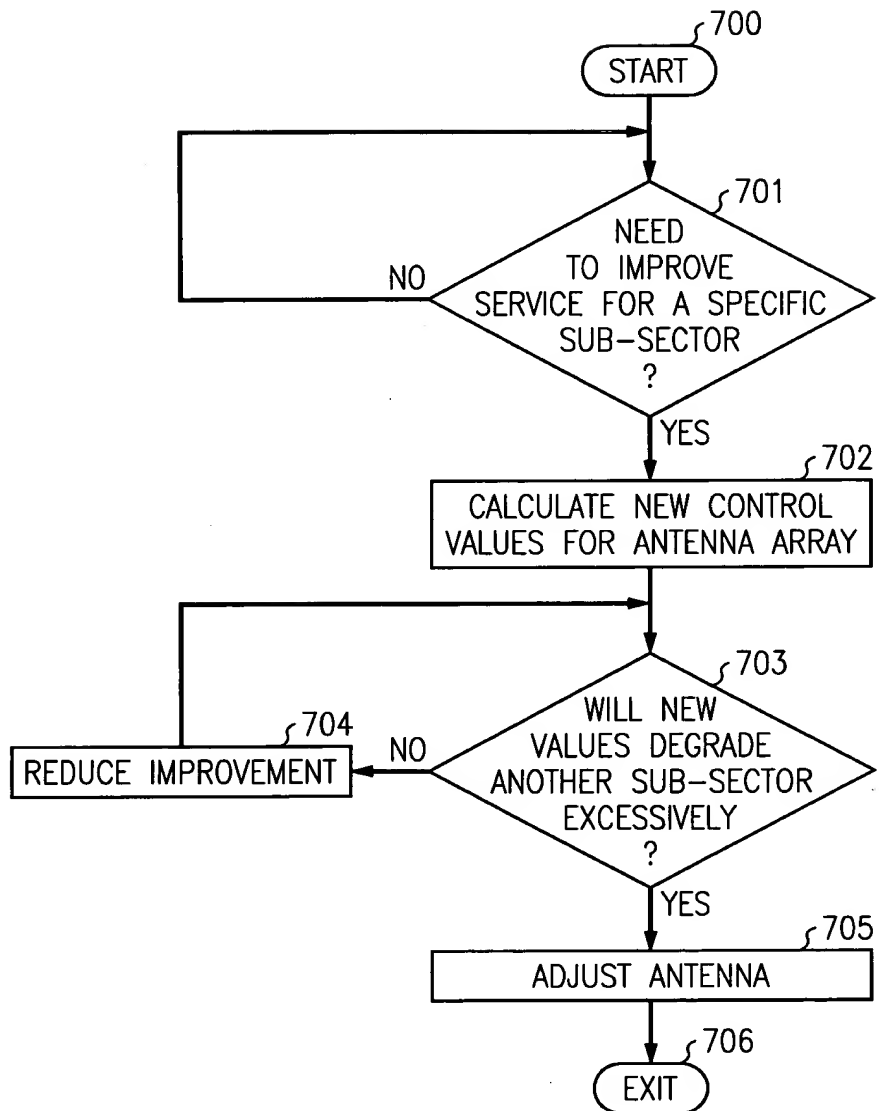 700
START
701
NEED
TO IMPROVE
SERVICE FOR A SPECIFIC
SUB-SECTOR
?
NO
YES
702
CALCULATE NEW CONTROL
VALUES FOR ANTENNA ARRAY
703
WILL NEW
VALUES DEGRADE
ANOTHER SUB-SECTOR
EXCESSIVELY
?
NO
704
REDUCE IMPROVEMENT
YES
705
ADJUST ANTENNA
706
EXIT